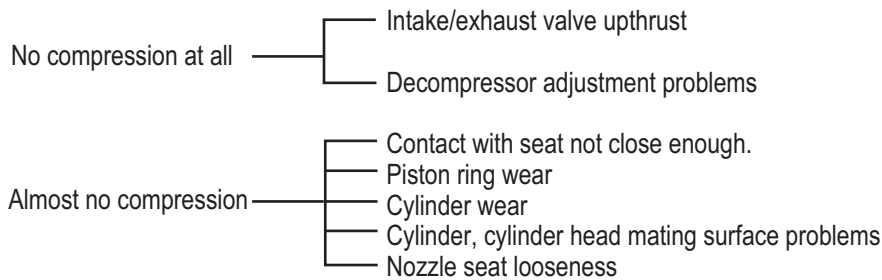 No compression at all
Intake/exhaust valve upthrust
Decompressor adjustment problems
Almost no compression
Contact with seat not close enough.
Piston ring wear
Cylinder wear
Cylinder, cylinder head mating surface problems
Nozzle seat looseness